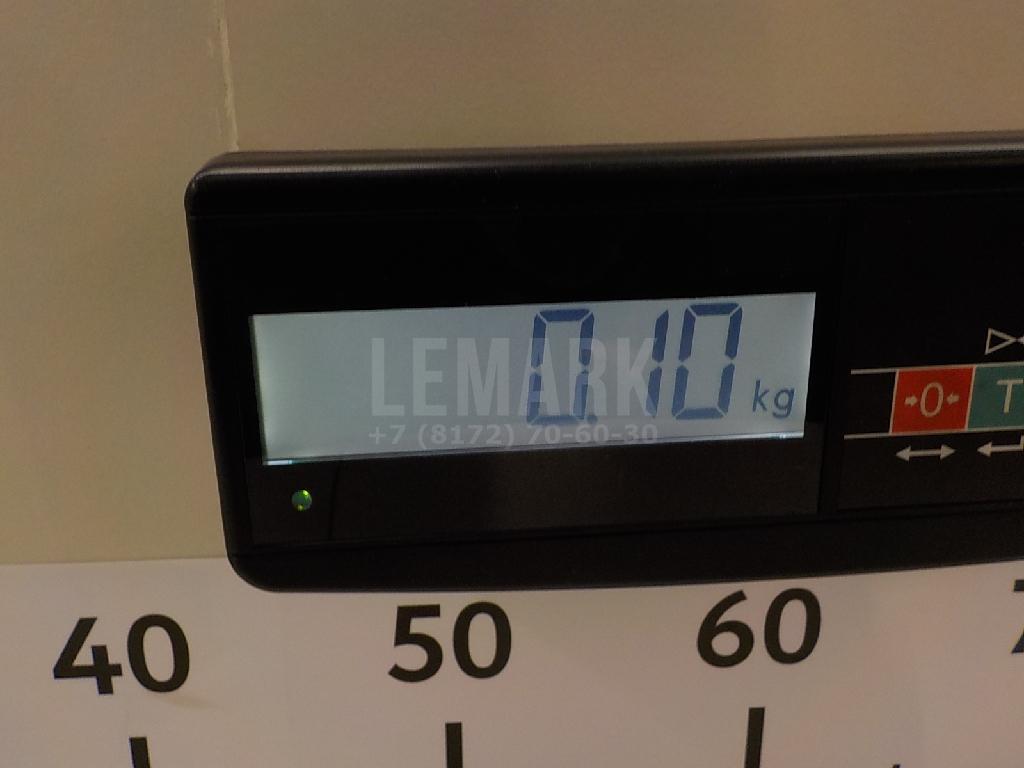 0.10 kg
LEMARK
+7 (8172) 70-60-30
→0← T
40 50 60